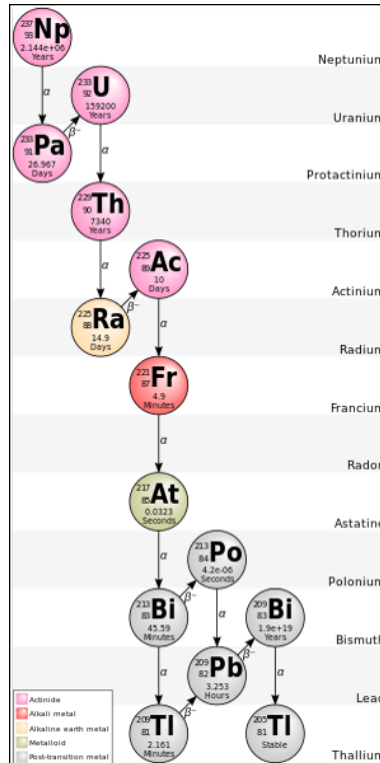 237
93 Np
2.144e+06
Years
Neptunium
α
233
92 U
159200
Years
Uranium
β⁻
233
91 Pa
26.967
Days
Protactinium
α
229
90 Th
7340
Years
Thorium
α
225
89 Ac
10
Days
Actinium
β⁻
225
88 Ra
14.9
Days
Radium
α
221
87 Fr
4.9
Minutes
Francium
α
Radon
217
85 At
0.0323
Seconds
Astatine
α
213
84 Po
4.2e-06
Seconds
Polonium
β⁻
α
213
83 Bi
45.59
Minutes
209
83 Bi
1.9e+19
Years
Bismuth
α
β⁻
α
209
82 Pb
3.253
Hours
Lead
β⁻
209
81 Tl
2.161
Minutes
205
81 Tl
Stable
Thallium
Actinide
Alkali metal
Alkaline earth metal
Metalloid
Post-transition metal